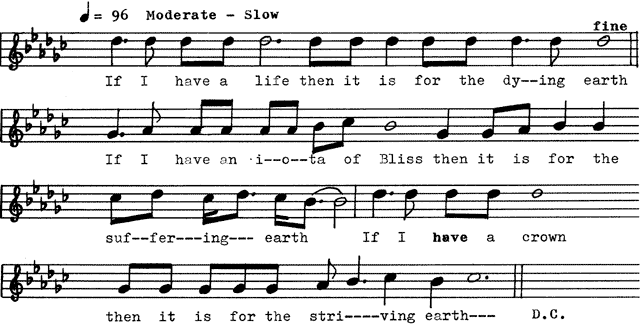 ♩ = 96 Moderate - Slow
fine
If I have a life then it is for the dy--ing earth
If I have an i--o--ta of Bliss then it is for the
suf--fer---ing--- earth If I have a crown
then it is for the stri----ving earth--- D.C.